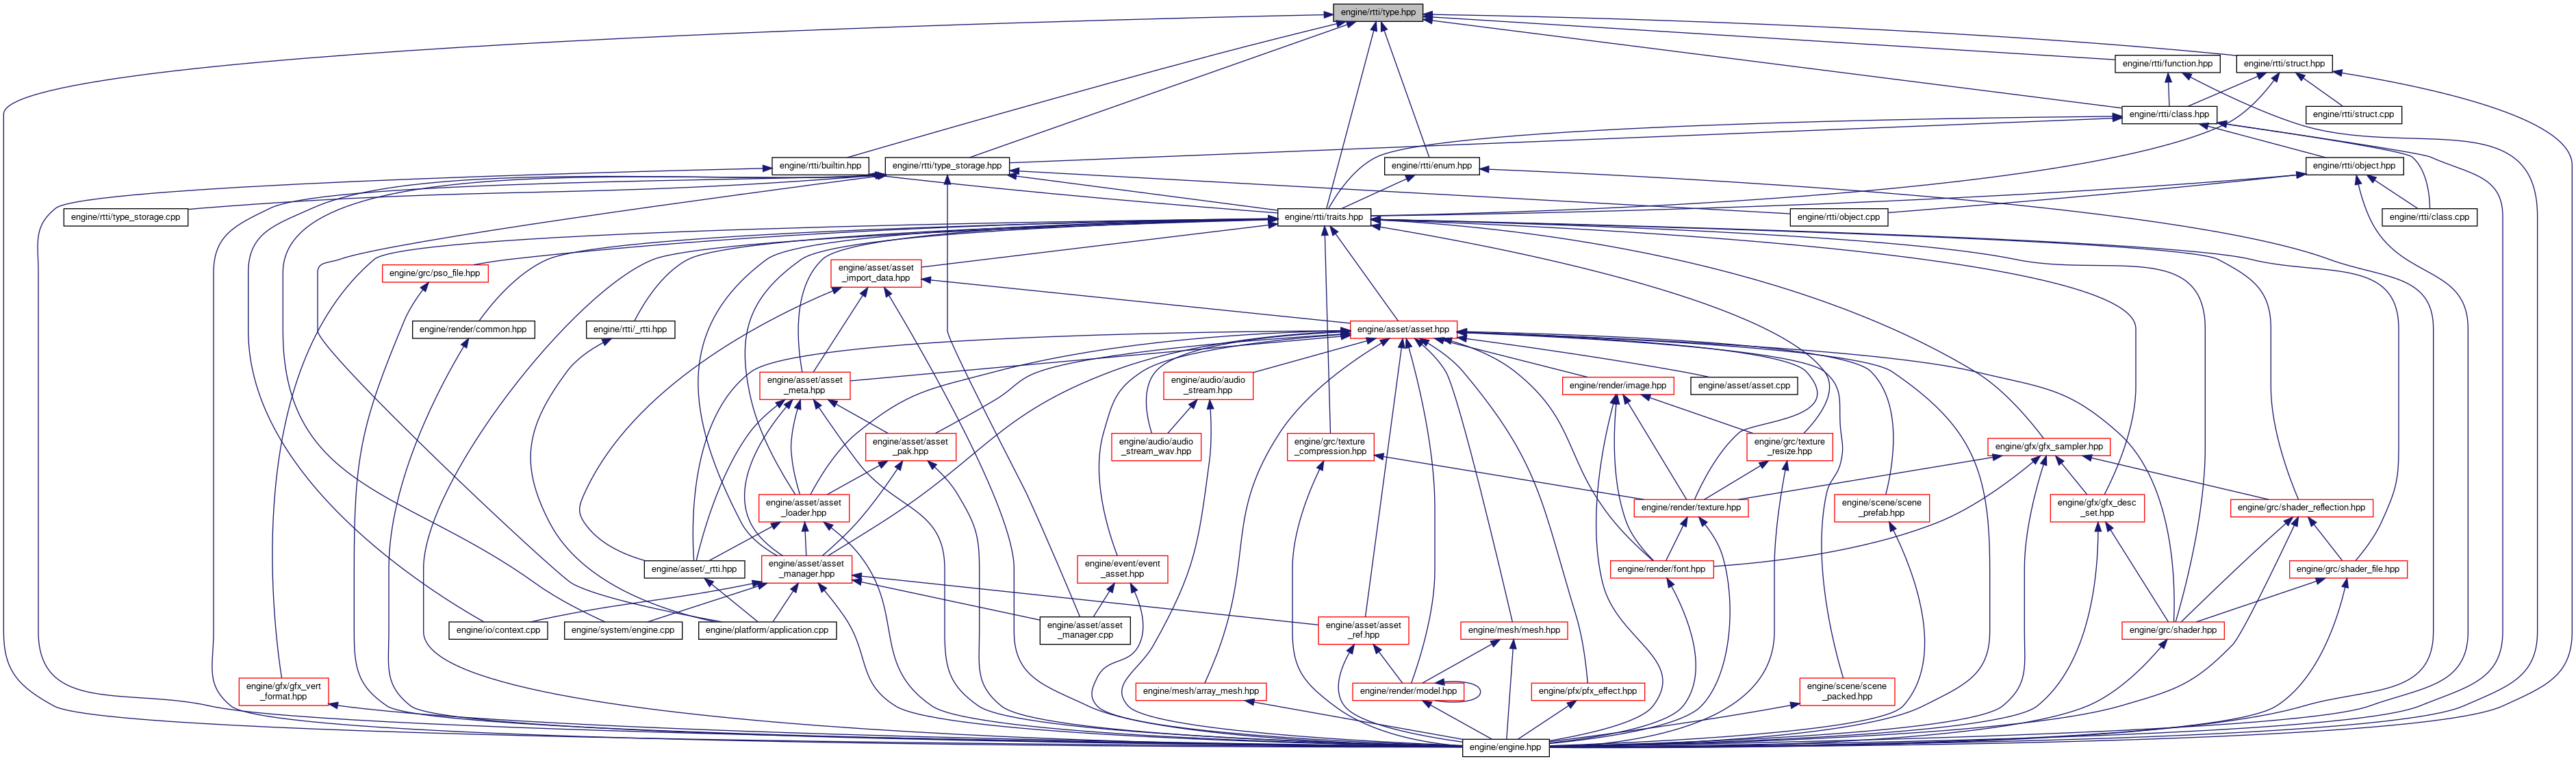 engine/rtti/type.hpp
engine/rtti/function.hpp
engine/rtti/struct.hpp
engine/rtti/class.hpp
engine/rtti/struct.cpp
engine/rtti/builtin.hpp
engine/rtti/type_storage.hpp
engine/rtti/enum.hpp
engine/rtti/object.hpp
engine/rtti/type_storage.cpp
engine/rtti/traits.hpp
engine/rtti/object.cpp
engine/rtti/class.cpp
engine/grc/pso_file.hpp
engine/asset/asset
_import_data.hpp
engine/render/common.hpp
engine/rtti/_rtti.hpp
engine/asset/asset.hpp
engine/asset/asset
_meta.hpp
engine/audio/audio
_stream.hpp
engine/render/image.hpp
engine/asset/asset.cpp
engine/asset/asset
_pak.hpp
engine/audio/audio
_stream_wav.hpp
engine/grc/texture
_compression.hpp
engine/grc/texture
_resize.hpp
engine/gfx/gfx_sampler.hpp
engine/asset/asset
_loader.hpp
engine/render/texture.hpp
engine/scene/scene
_prefab.hpp
engine/gfx/gfx_desc
_set.hpp
engine/grc/shader_reflection.hpp
engine/asset/_rtti.hpp
engine/asset/asset
_manager.hpp
engine/event/event
_asset.hpp
engine/render/font.hpp
engine/grc/shader_file.hpp
engine/io/context.cpp
engine/system/engine.cpp
engine/platform/application.cpp
engine/asset/asset
_manager.cpp
engine/asset/asset
_ref.hpp
engine/mesh/mesh.hpp
engine/grc/shader.hpp
engine/gfx/gfx_vert
_format.hpp
engine/mesh/array_mesh.hpp
engine/render/model.hpp
engine/pfx/pfx_effect.hpp
engine/scene/scene
_packed.hpp
engine/engine.hpp